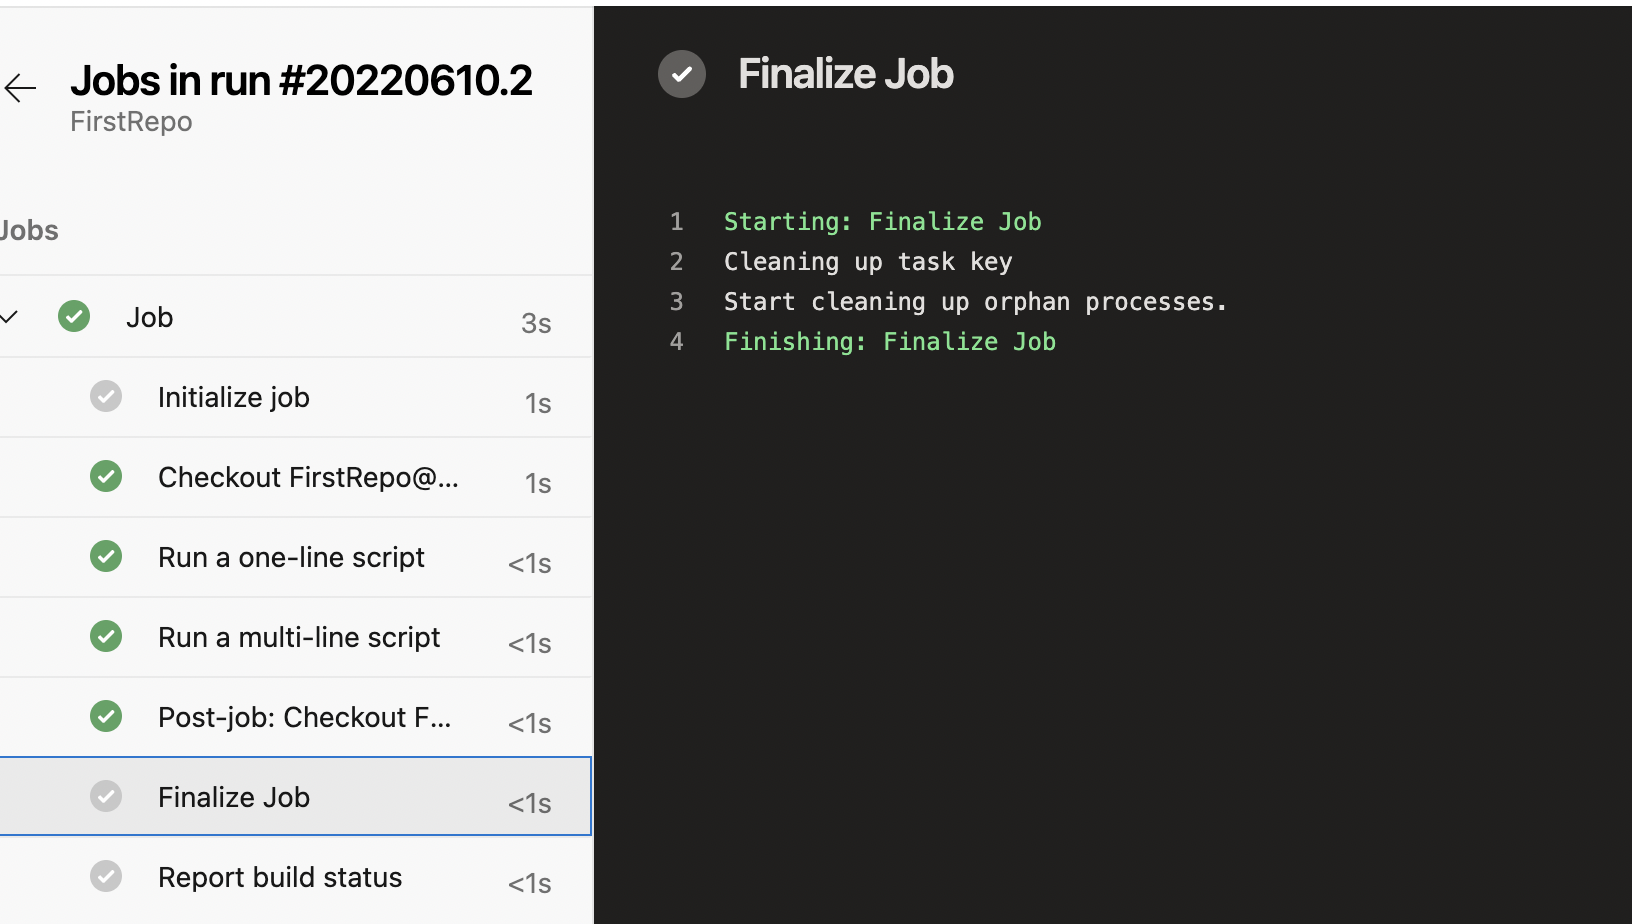 Jobs in run #20220610.2
FirstRepo
Jobs
Job 3s
Initialize job 1s
Checkout FirstRepo@... 1s
Run a one-line script <1s
Run a multi-line script <1s
Post-job: Checkout F... <1s
Finalize Job <1s
Report build status <1s
Finalize Job
1 Starting: Finalize Job
2 Cleaning up task key
3 Start cleaning up orphan processes.
4 Finishing: Finalize Job